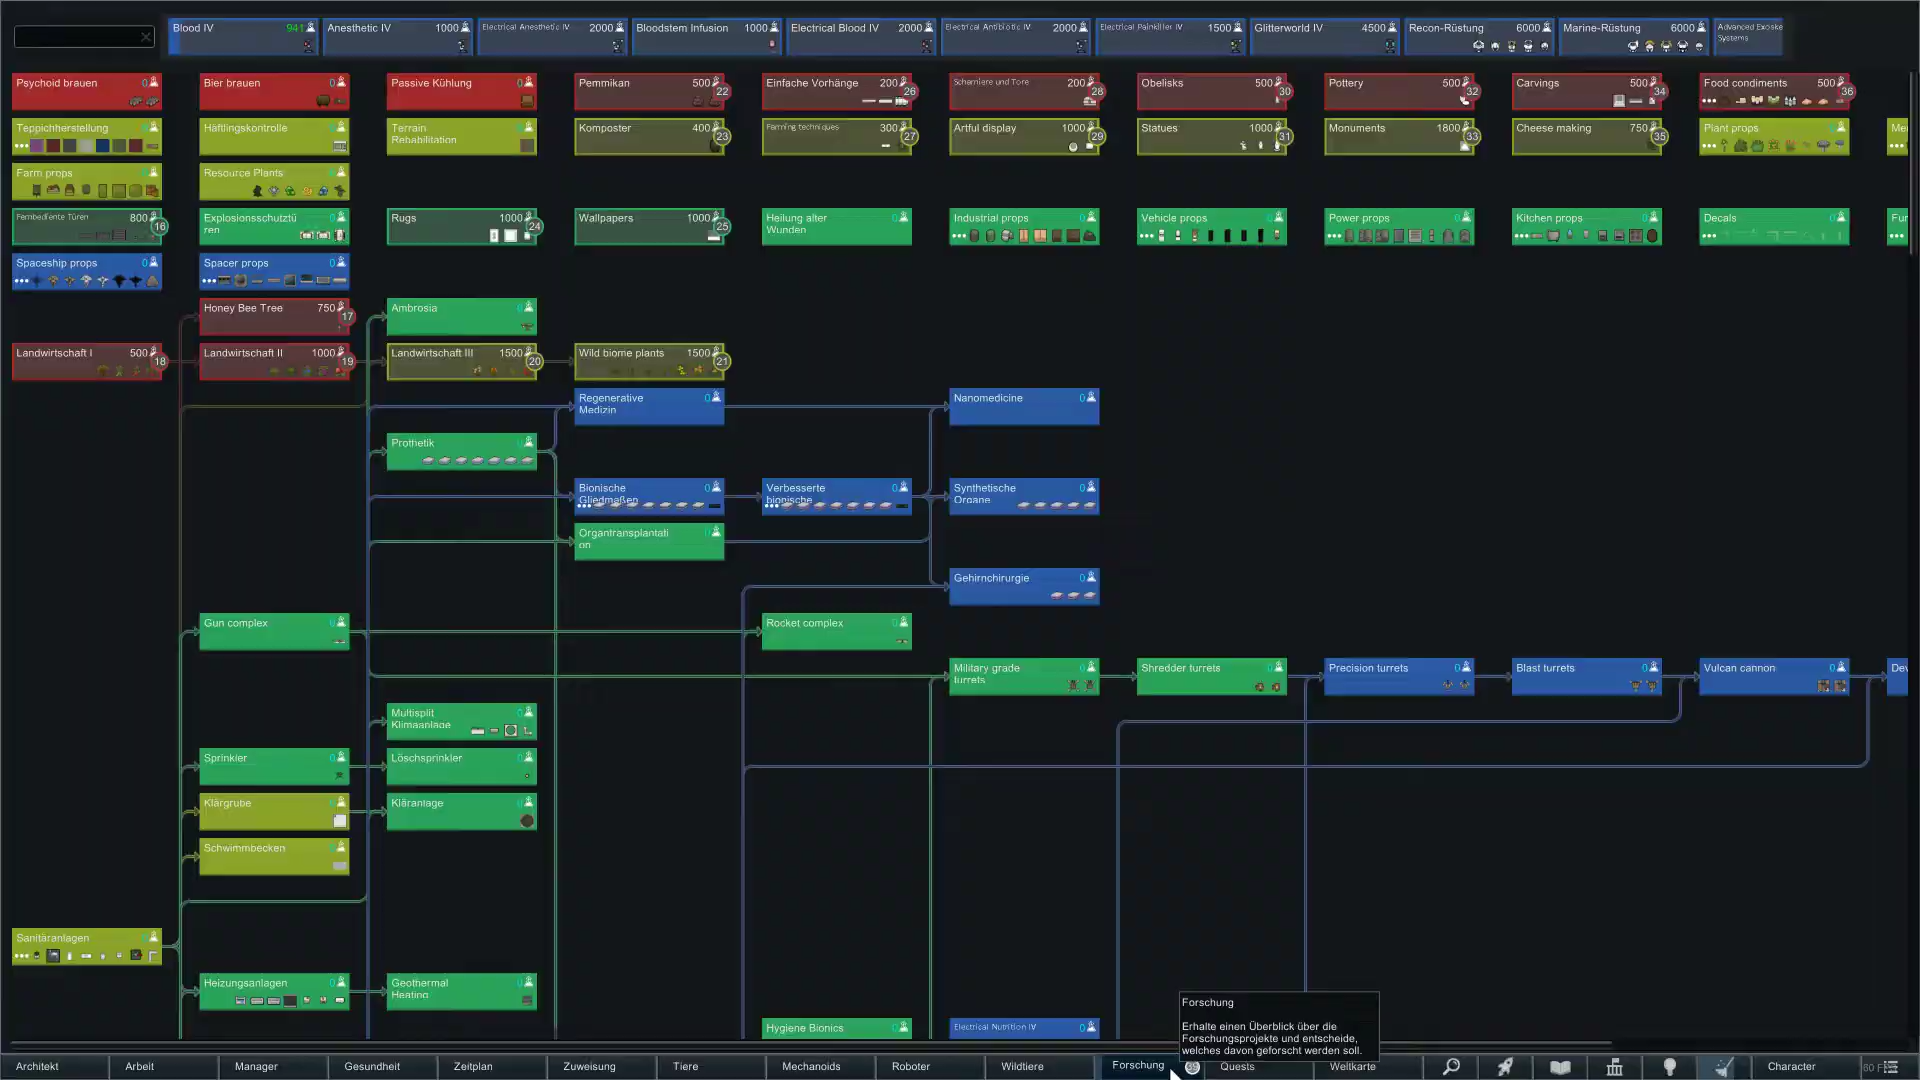 Blood IV 941
Anesthetic IV 1000
Electrical Anesthetic IV 2000
Bloodstem Infusion 1000
Electrical Blood IV 2000
Electrical Antibiotic IV 2000
Electrical Painkiller IV 1500
Glitterworld IV 4500
Recon-Rüstung 6000
Marine-Rüstung 6000
Advanced Exoske
Systems
Psychoid brauen 0
Bier brauen 0
Passive Kühlung 0
Pemmikan 500 22
Einfache Vorhänge 200 26
Scharniere und Tore 200 28
Obelisks 500 30
Pottery 500 32
Carvings 500 34
Food condiments 500 36
Teppichherstellung
Häftlingskontrolle
Terrain
Rehabilitation
Komposter 400 23
Farming techniques 300 27
Artful display 1000 29
Statues 1000 31
Monuments 1800 33
Cheese making 750 35
Plant props
Me
Farm props
Resource Plants
Fernbediente Türen 800 16
Explosionsschutztü
ren 0
Rugs 1000 24
Wallpapers 1000 25
Heilung alter
Wunden 0
Industrial props 0
Vehicle props 0
Power props 0
Kitchen props 0
Decals 0
Fur
Spaceship props 0
Spacer props 0
Honey Bee Tree 750 17
Ambrosia 0
Landwirtschaft I 500 18
Landwirtschaft II 1000 19
Landwirtschaft III 1500 20
Wild biome plants 1500 21
Regenerative
Medizin 0
Nanomedicine 0
Prothetik 0
Bionische
Gliedmaßen 0
Verbesserte
bionische 0
Synthetische
Organe 0
Organtransplantati
on 0
Gehirnchirurgie 0
Gun complex 0
Rocket complex 0
Military grade
turrets 0
Shredder turrets 0
Precision turrets 0
Blast turrets 0
Vulcan cannon 0
Dev
Multisplit
Klimaanlage 0
Sprinkler 0
Löschsprinkler 0
Klärgrube
Kläranlage 0
Schwimmbecken
Sanitäranlagen
Heizungsanlagen 0
Geothermal
Heating 0
Hygiene Bionics 0
Electrical Nutrition IV 0
Forschung
Erhalte einen Überblick über die
Forschungsprojekte und entscheide,
welches davon geforscht werden soll.
Architekt
Arbeit
Manager
Gesundheit
Zeitplan
Zuweisung
Tiere
Mechanoids
Roboter
Wildtiere
Forschung
Quests
Weltkarte
Character